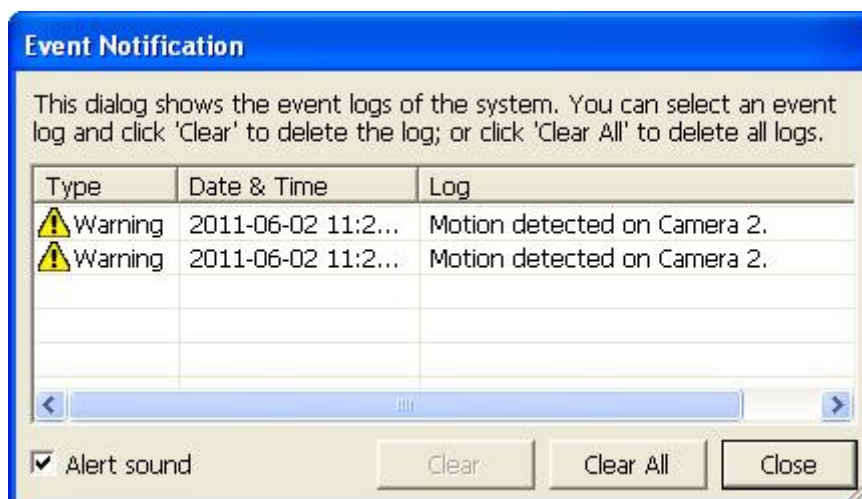 Event Notification
This dialog shows the event logs of the system. You can select an event
log and click 'Clear' to delete the log; or click 'Clear All' to delete all logs.
Type Date & Time Log
Warning 2011-06-02 11:2... Motion detected on Camera 2.
Warning 2011-06-02 11:2... Motion detected on Camera 2.
Alert sound Clear Clear All Close